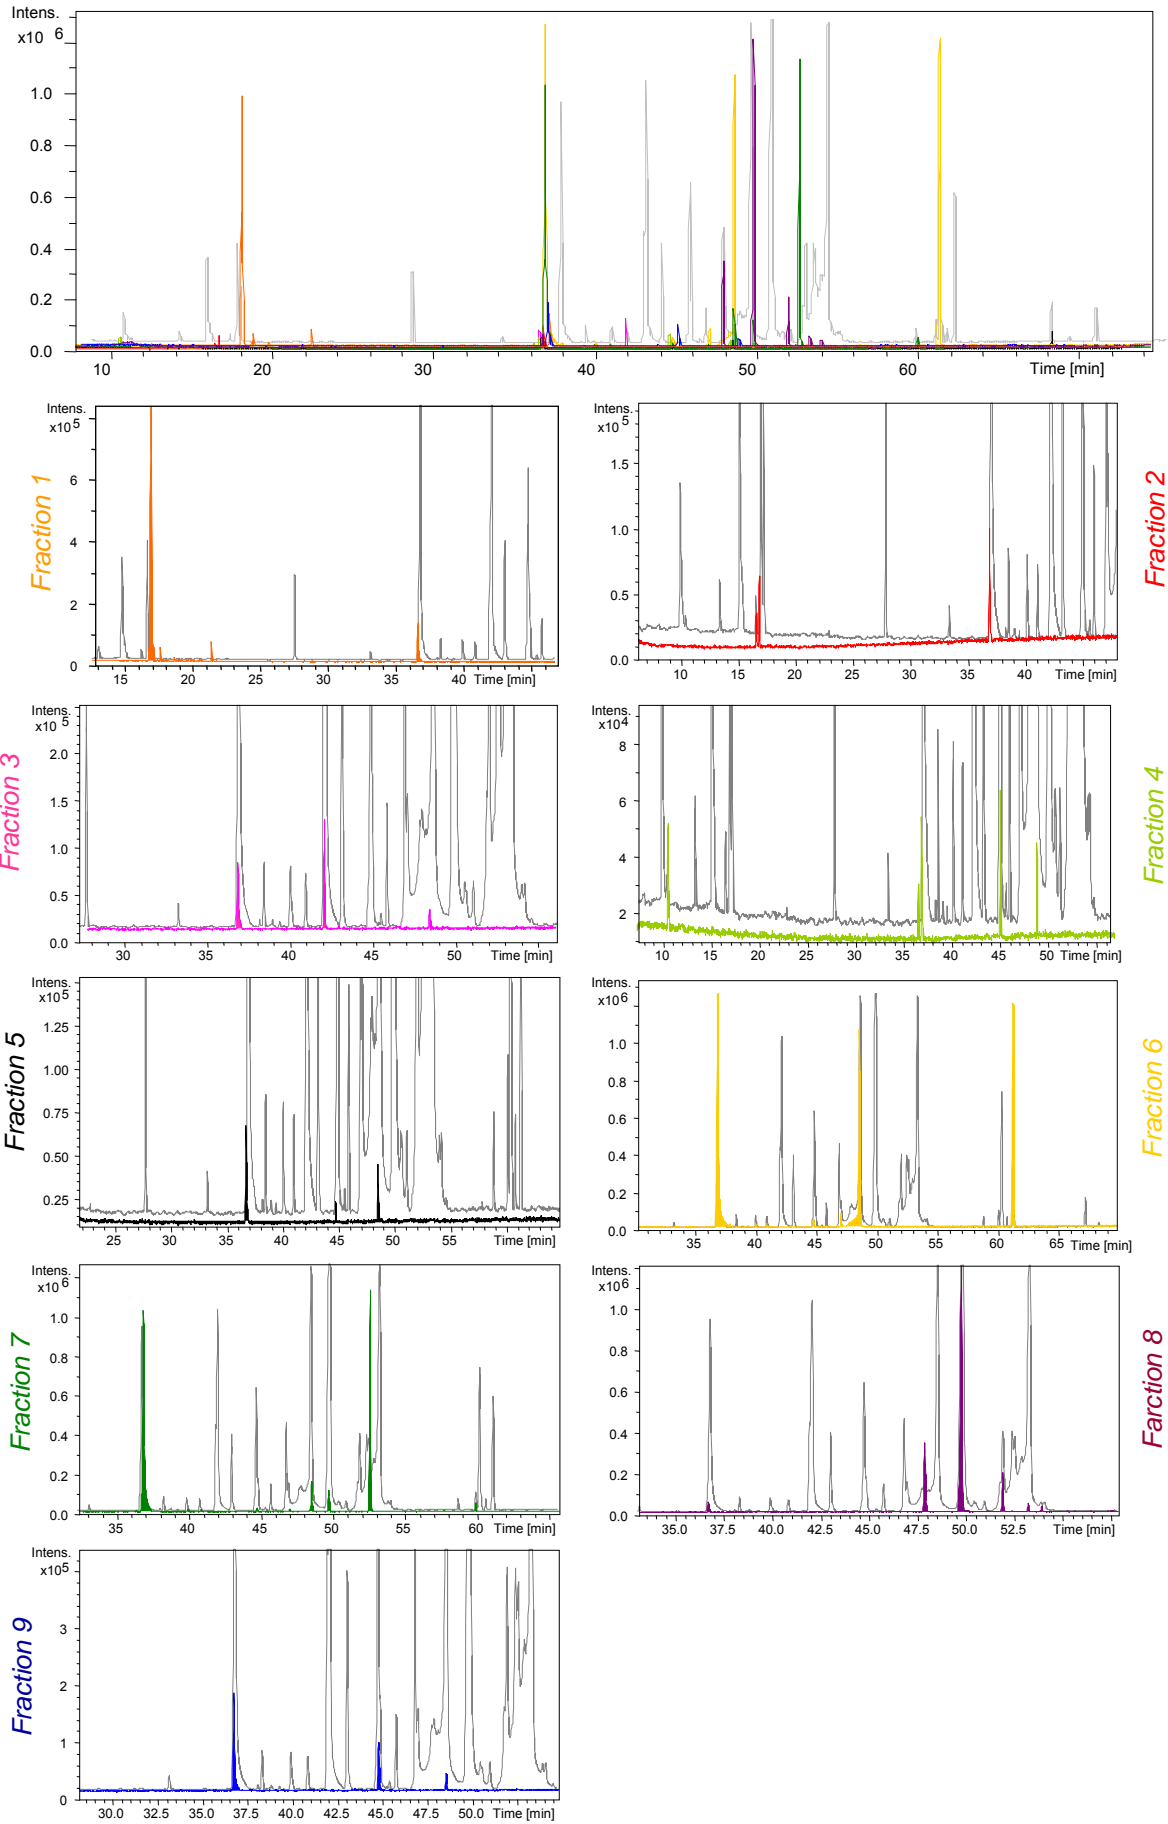 Intens.
x10 6
1.0
0.8
0.6
0.4
0.2
0.0
10 20 30 40 50 60 Time [min]
Fraction 1
Intens.
x10 5
6
4
2
0
15 20 25 30 35 40 Time [min]
Fraction 2
Intens.
x10 5
1.5
1.0
0.5
0.0
10 15 20 25 30 35 40 Time [min]
Fraction 3
Intens.
x10 5
2.0
1.5
1.0
0.5
0.0
30 35 40 45 50 Time [min]
Fraction 4
Intens.
x10 4
8
6
4
2
10 15 20 25 30 35 40 45 50 Time [min]
Fraction 5
Intens.
x10 5
1.25
1.00
0.75
0.50
0.25
25 30 35 40 45 50 55 Time [min]
Fraction 6
Intens.
x10 6
1.0
0.8
0.6
0.4
0.2
0.0
35 40 45 50 55 60 65 Time [min]
Fraction 7
Intens.
x10 6
1.0
0.8
0.6
0.4
0.2
0.0
35 40 45 50 55 60 Time [min]
Farction 8
Intens.
x10 6
1.0
0.8
0.6
0.4
0.2
0.0
35.0 37.5 40.0 42.5 45.0 47.5 50.0 52.5 Time [min]
Fraction 9
Intens.
x10 5
3
2
1
0
30.0 32.5 35.0 37.5 40.0 42.5 45.0 47.5 50.0 Time [min]